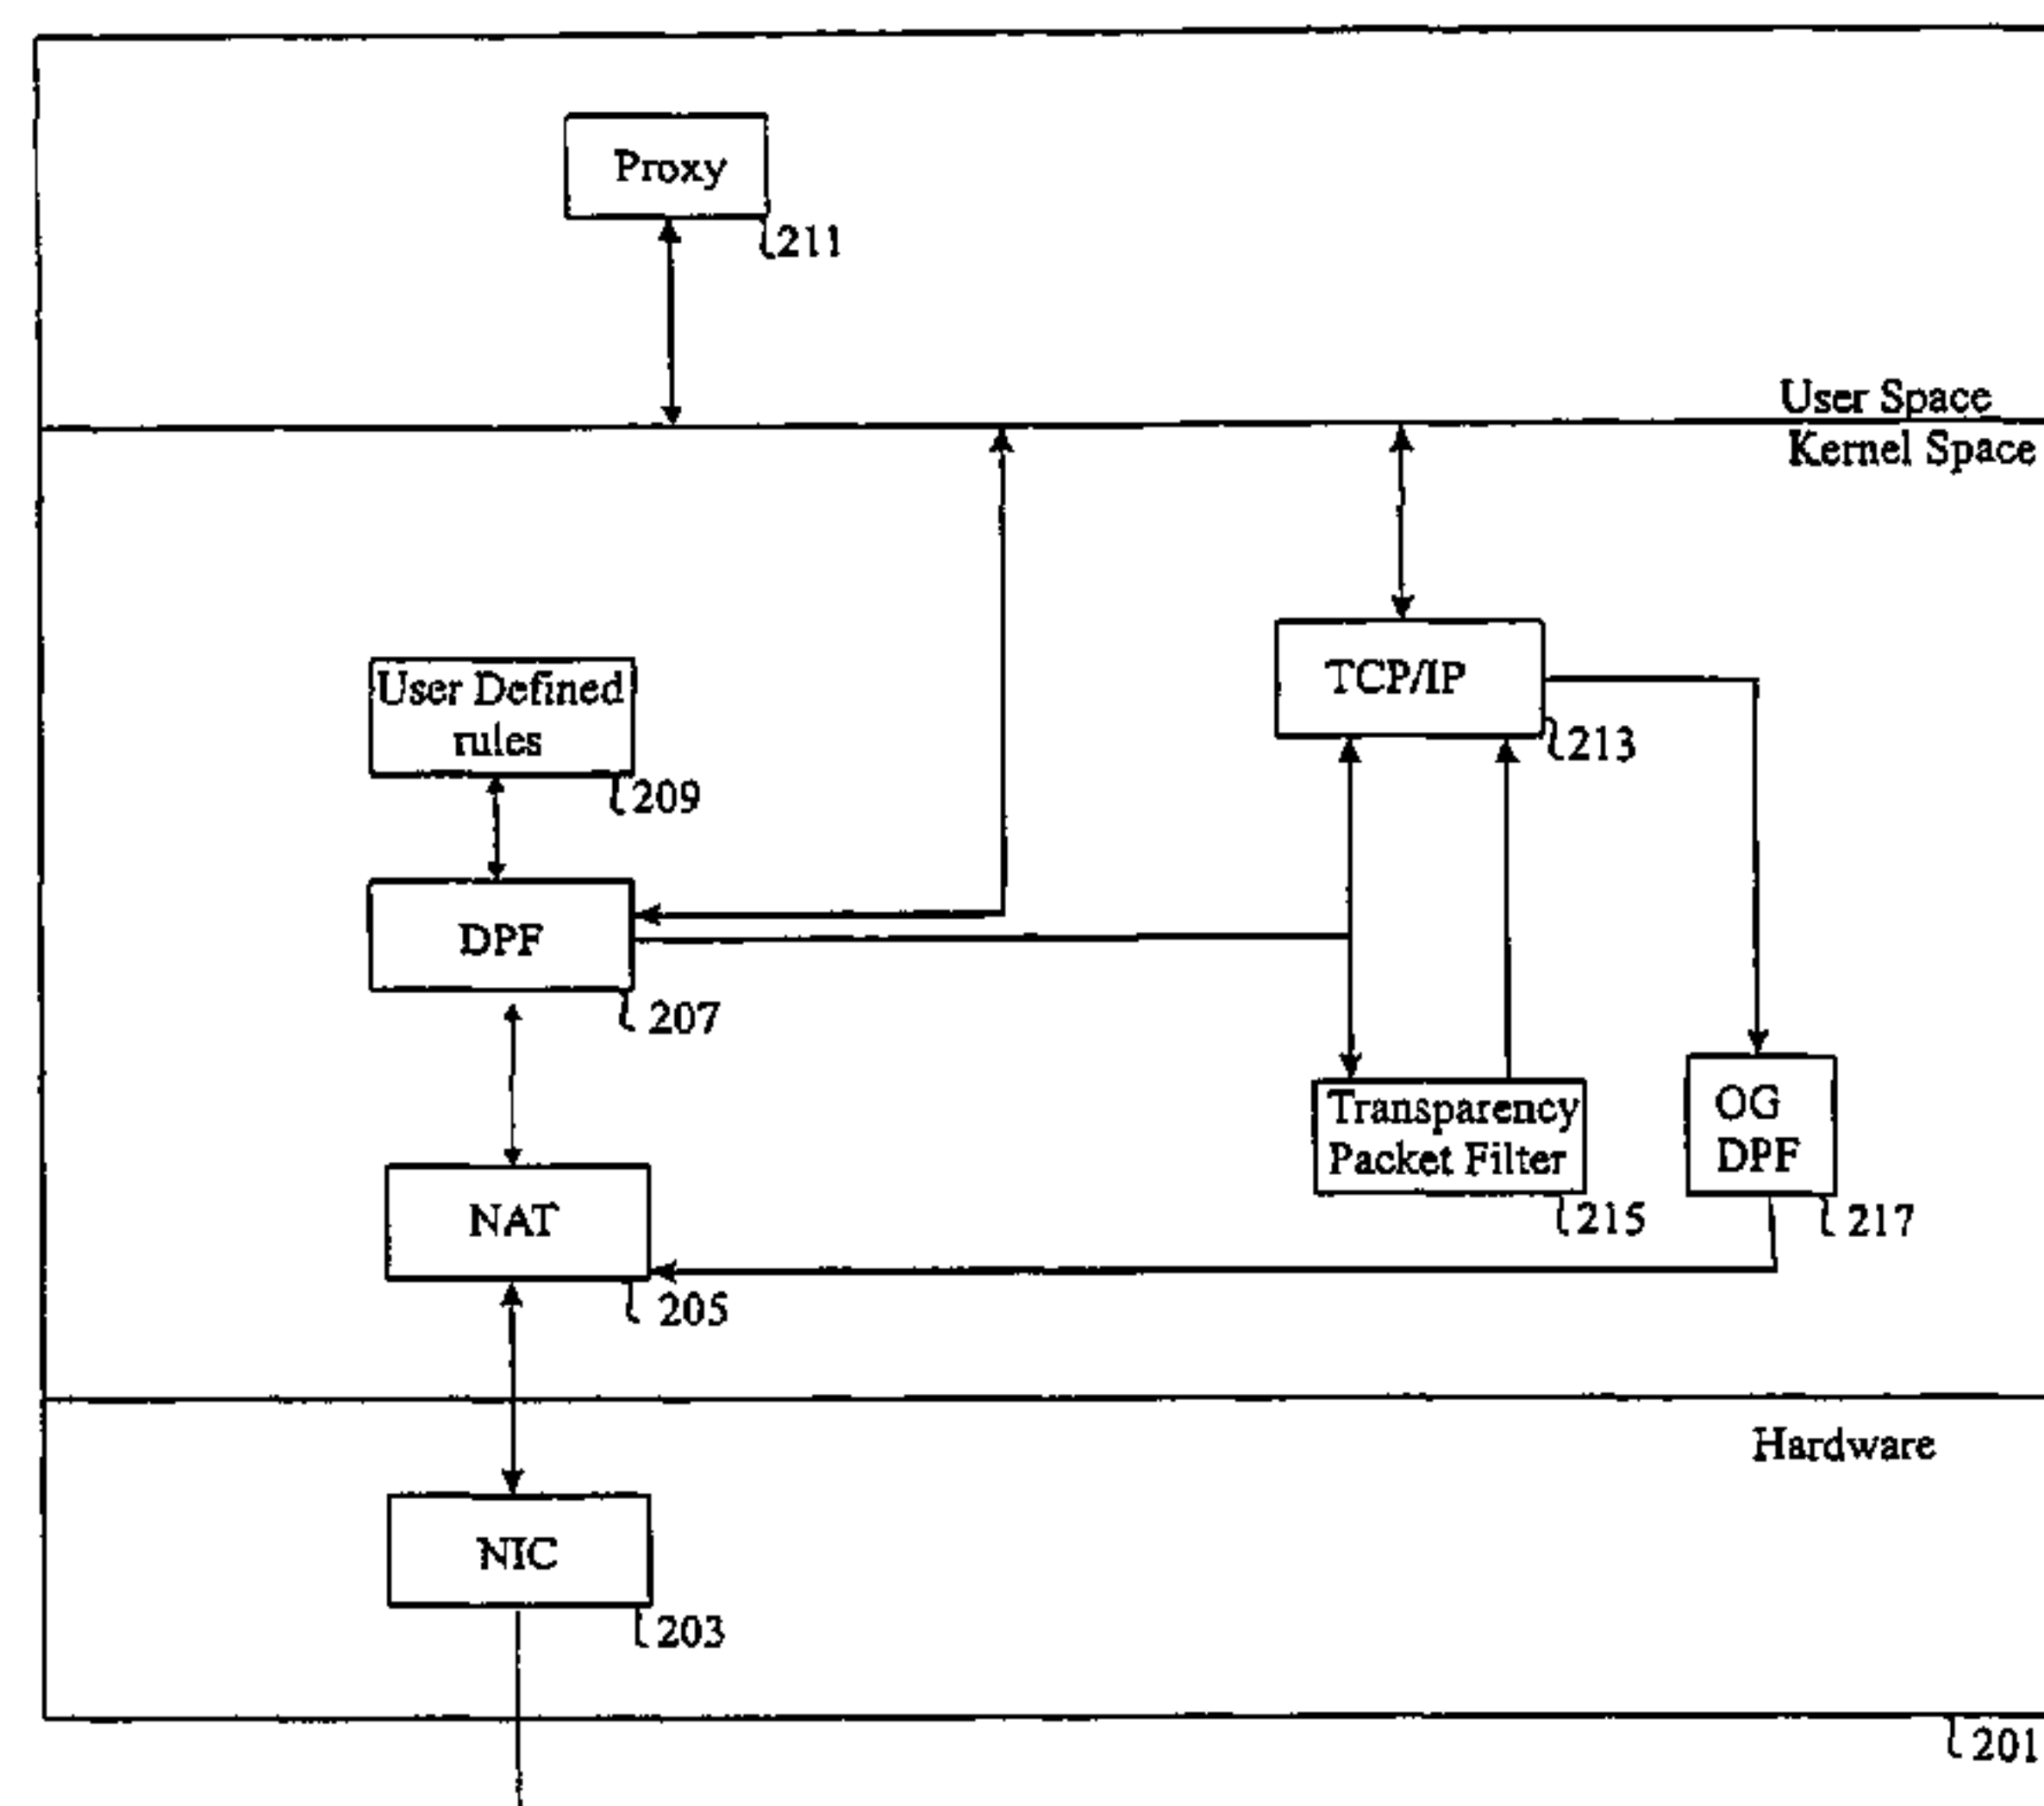 Proxy
211
User Space
Kernel Space
TCP/IP
213
User Defined
rules
209
DPF
207
Transparency
Packet Filter
215
OG
DPF
217
NAT
205
Hardware
NIC
203
201